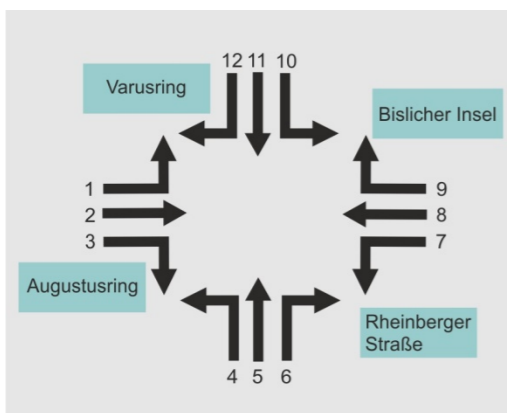 12 11 10
Varusring
Bislicher Insel
1
9
2
8
3
7
Augustusring
Rheinberger
Straße
4 5 6